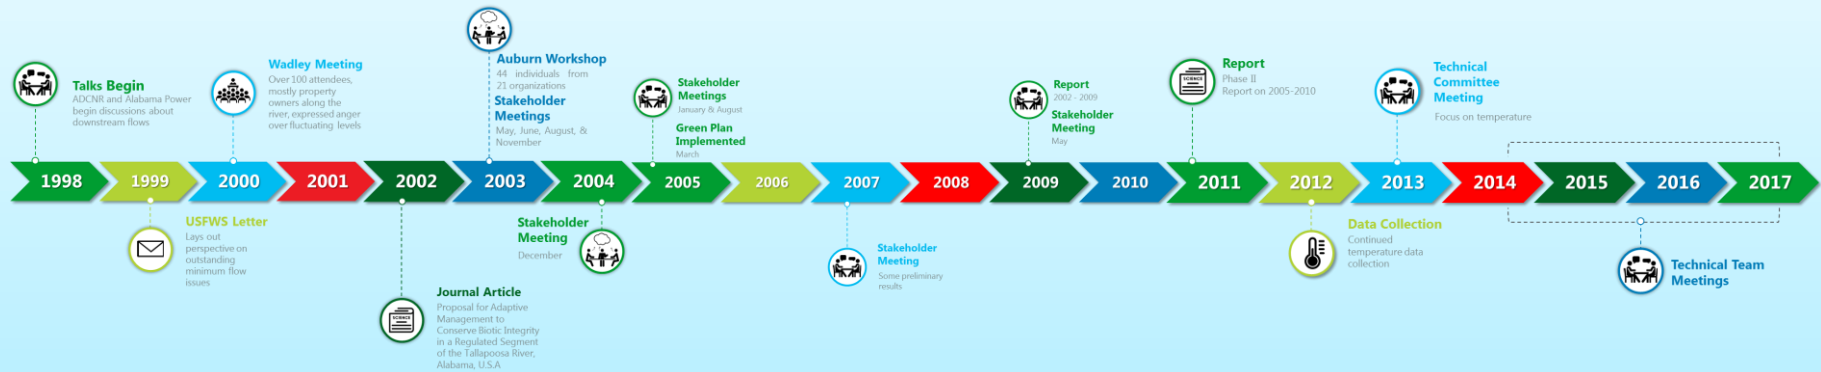 Talks Begin
ADCNR and Alabama Power
begin discussions about
downstream flows
Wadley Meeting
Over 100 attendees,
mostly property
owners along the
river, expressed anger
over fluctuating levels
Auburn Workshop
44 individuals from
21 organizations
Stakeholder
Meetings
May, June, August, &
November
Stakeholder
Meetings
January & August
Green Plan
Implemented
March
Report
2002 - 2009
Stakeholder
Meeting
May
SCIENCE
Report
Phase II
Report on 2005-2010
Technical
Committee
Meeting
Focus on temperature
1998
1999
2000
2001
2002
2003
2004
2005
2006
2007
2008
2009
2010
2011
2012
2013
2014
2015
2016
2017
USFWS Letter
Lays out
perspective on
outstanding
minimum flow
issues
SCIENCE
Journal Article
Proposal for Adaptive
Management to
Conserve Biotic Integrity
in a Regulated Segment
of the Tallapoosa River,
Alabama, U.S.A
Stakeholder
Meeting
December
Stakeholder
Meeting
Some preliminary
results
Data Collection
Continued
temperature data
collection
Technical Team
Meetings